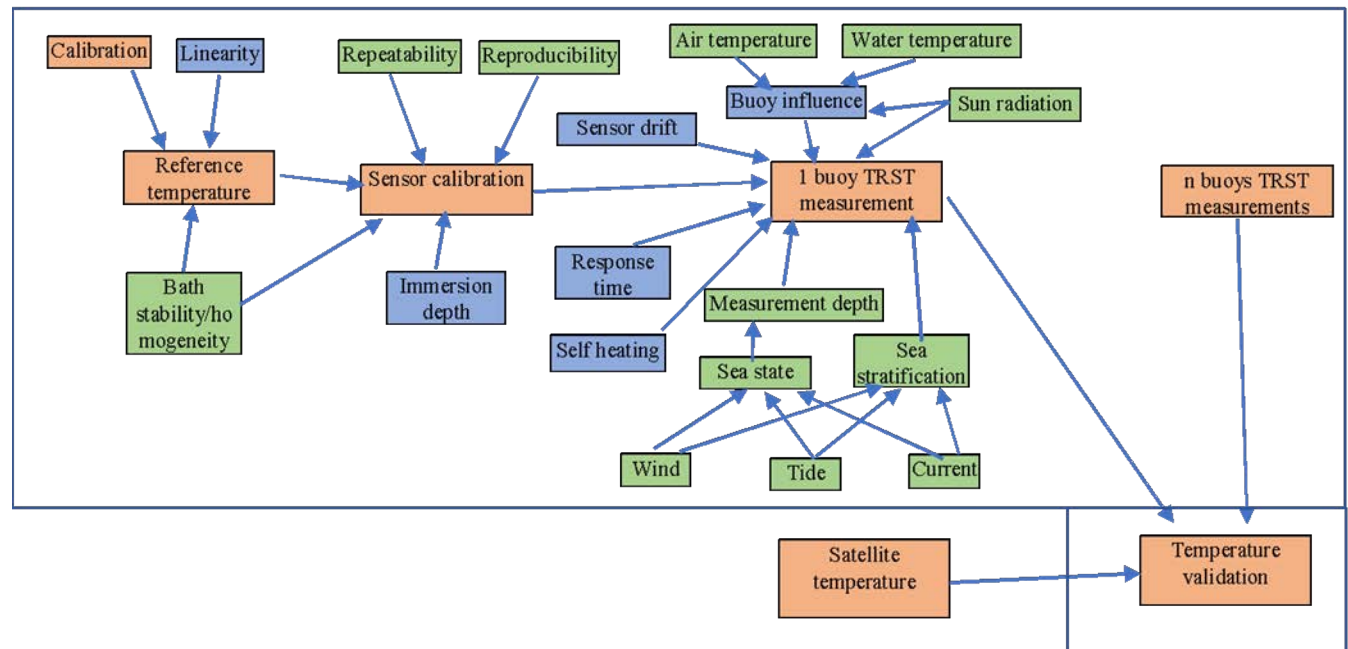 Calibration
Linearity
Repeatability
Reproducibility
Air temperature
Water temperature
Buoy influence
Sun radiation
Sensor drift
Reference
temperature
Sensor calibration
1 buoy TRST
measurement
n buoys TRST
measurements
Bath
stability/ho
mogeneity
Immersion
depth
Response
time
Measurement depth
Self heating
Sea state
Sea
stratification
Wind
Tide
Current
Satellite
temperature
Temperature
validation